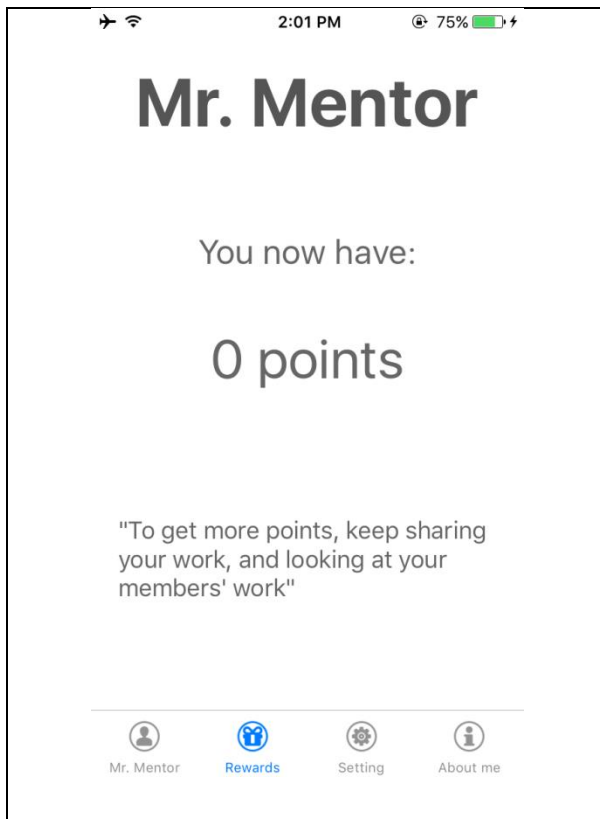 2:01 PM
75%
Mr. Mentor
You now have:
0 points
"To get more points, keep sharing
your work, and looking at your
members' work"
Mr. Mentor
Rewards
Setting
About me